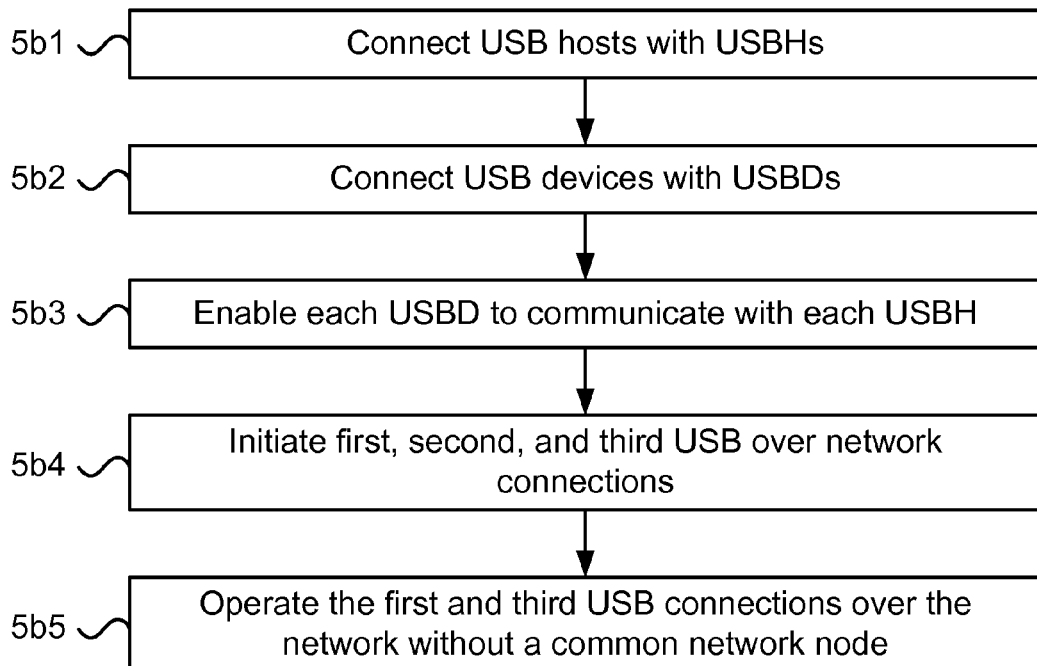 5b1
Connect USB hosts with USBHs
5b2
Connect USB devices with USBDs
5b3
Enable each USBD to communicate with each USBH
5b4
Initiate first, second, and third USB over network
connections
5b5
Operate the first and third USB connections over the
network without a common network node